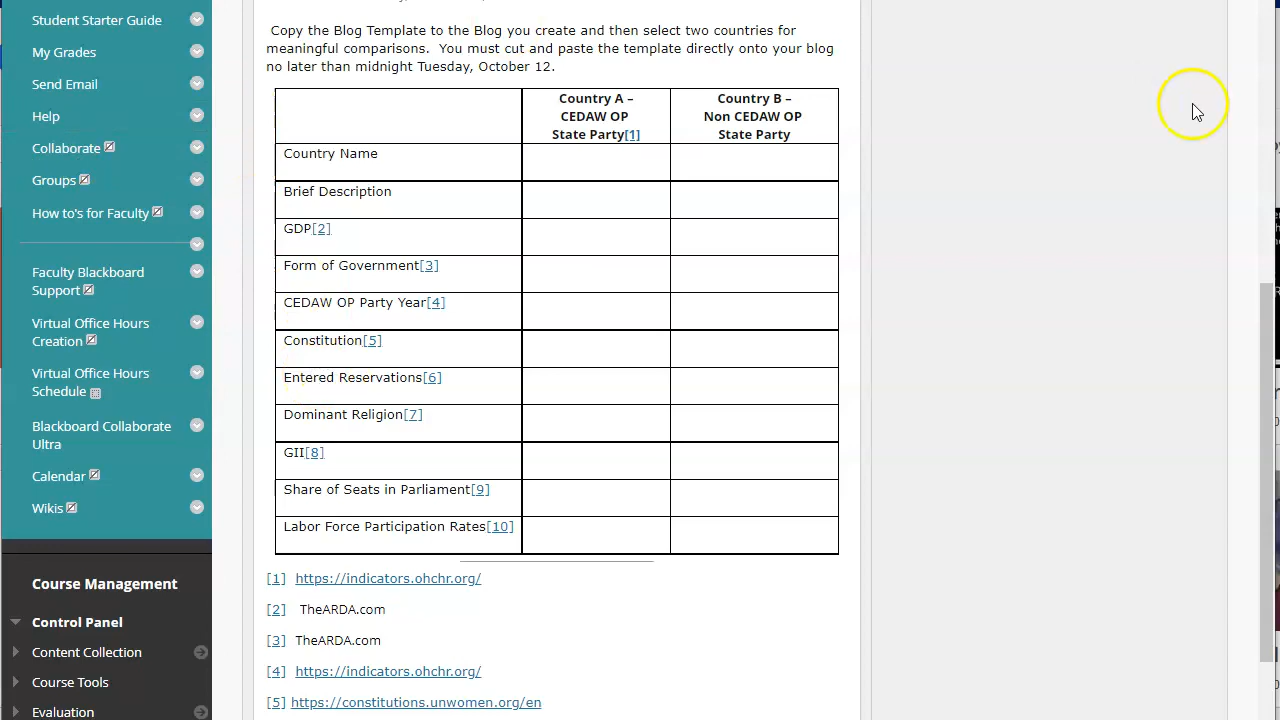 Student Starter Guide
My Grades
Send Email
Help
Collaborate
Groups
How to's for Faculty
Faculty Blackboard
Support
Virtual Office Hours
Creation
Virtual Office Hours
Schedule
Blackboard Collaborate
Ultra
Calendar
Wikis
Course Management
Control Panel
Content Collection
Course Tools
Evaluation
Copy the Blog Template to the Blog you create and then select two countries for
meaningful comparisons. You must cut and paste the template directly onto your blog
no later than midnight Tuesday, October 12.
Country A –
CEDAW OP
State Party[1]
Country B –
Non CEDAW OP
State Party
Country Name
Brief Description
GDP[2]
Form of Government[3]
CEDAW OP Party Year[4]
Constitution[5]
Entered Reservations[6]
Dominant Religion[7]
GII[8]
Share of Seats in Parliament[9]
Labor Force Participation Rates[10]
[1] https://indicators.ohchr.org/
[2] TheARDA.com
[3] TheARDA.com
[4] https://indicators.ohchr.org/
[5] https://constitutions.unwomen.org/en